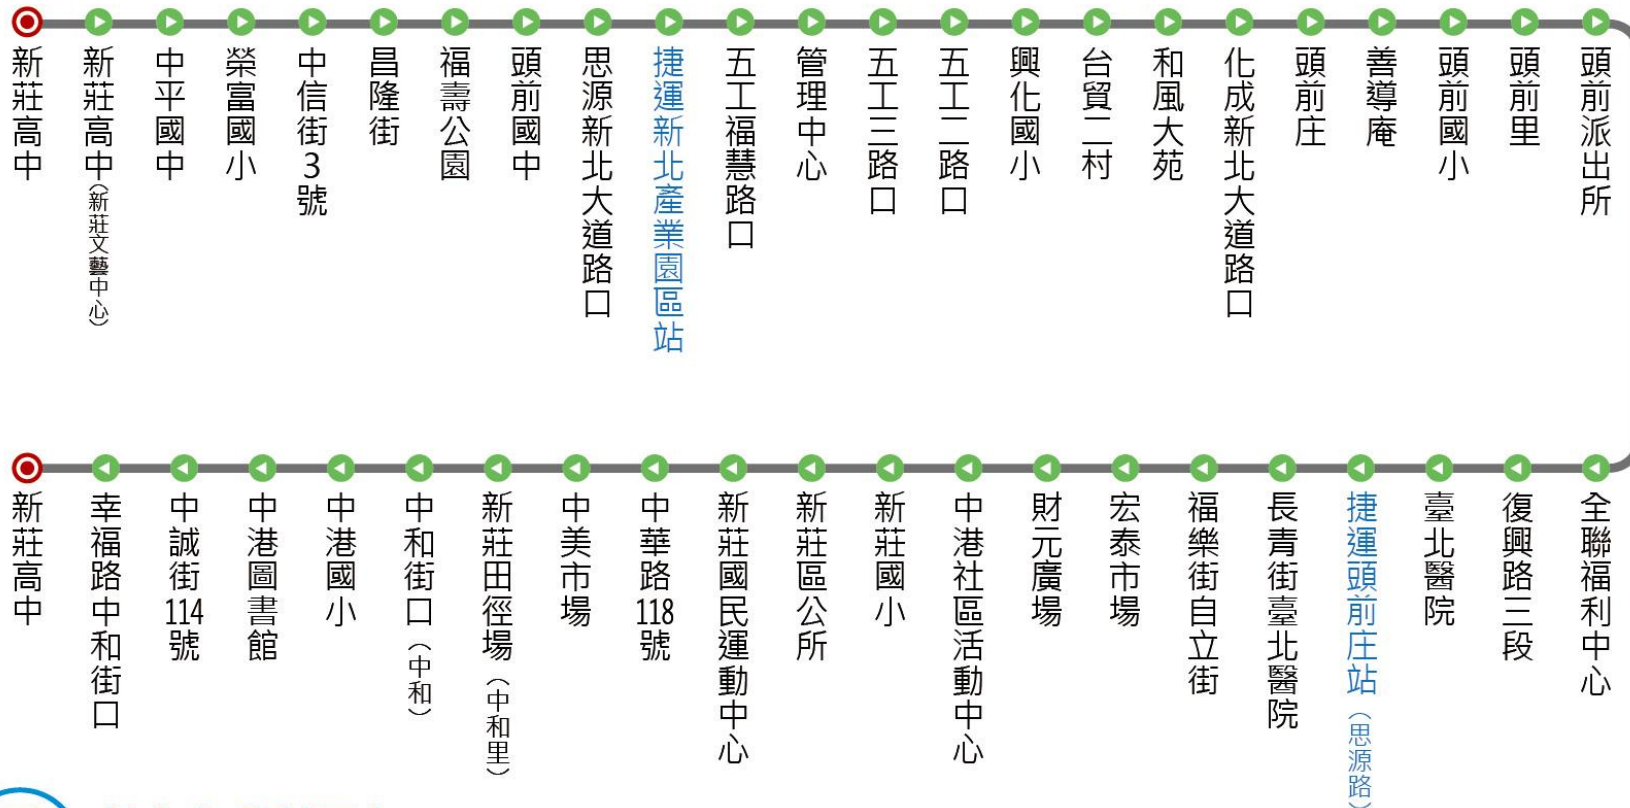 新莊高中
新莊高中(新莊文藝中心)
中平國中
榮富國小
中信街3號
昌隆街
福壽公園
頭前國中
思源新北大道路口
捷運新北產業園區站
五工福慧路口
管理中心
五工三路口
五工二路口
興化國小
台貿二村
和風大苑
化成新北大道路口
頭前庄
善導庵
頭前國小
頭前里
頭前派出所
全聯福利中心
復興路三段
臺北醫院
捷運頭前庄站(思源路)
長青街臺北醫院
福樂街自立街
宏泰市場
財元廣場
中港社區活動中心
新莊國小
新莊區公所
新莊國民運動中心
中華路118號
中美市場
新莊田徑場(中和里)
中和街口(中和)
中港國小
中港圖書館
中誠街114號
幸福路中和街口
新莊高中